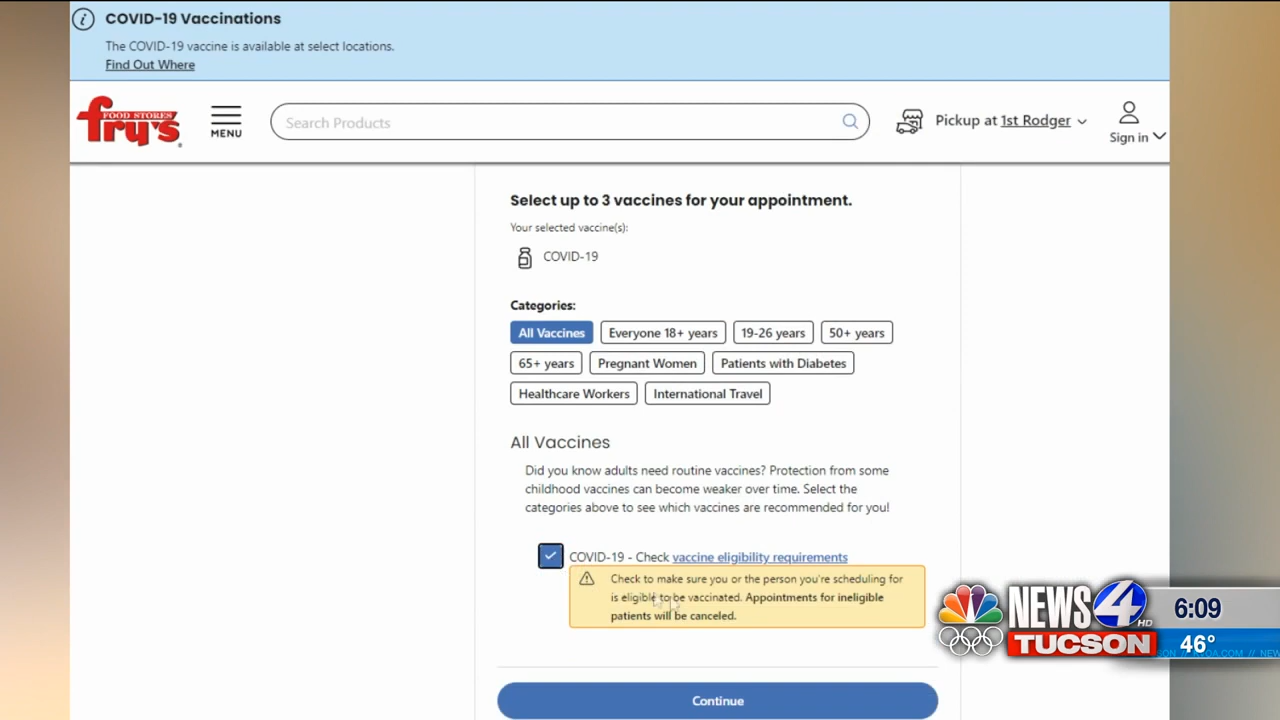 COVID-19 Vaccinations
The COVID-19 vaccine is available at select locations.
Find Out Where
fry's
FOOD STORES
MENU
Search Products
Pickup at 1st Rodger
Sign in
Select up to 3 vaccines for your appointment.
Your selected vaccine(s):
COVID-19
Categories:
All Vaccines
Everyone 18+ years
19-26 years
50+ years
65+ years
Pregnant Women
Patients with Diabetes
Healthcare Workers
International Travel
All Vaccines
Did you know adults need routine vaccines? Protection from some
childhood vaccines can become weaker over time. Select the
categories above to see which vaccines are recommended for you!
COVID-19 - Check vaccine eligibility requirements
Check to make sure you or the person you're scheduling for
is eligible to be vaccinated. Appointments for ineligible
patients will be canceled.
Continue
NEWS 4 HD
TUCSON
6:09
46°